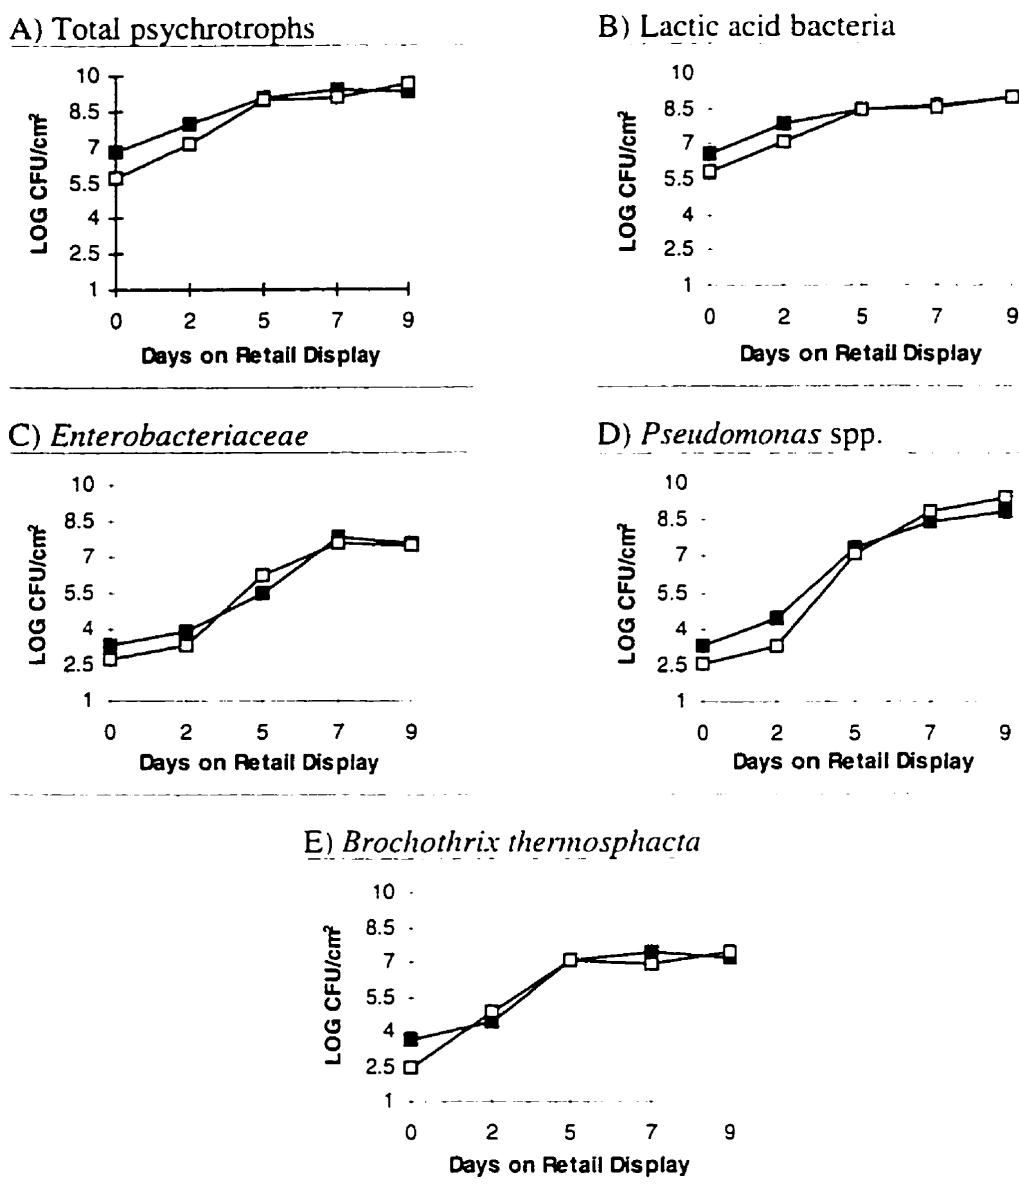 A) Total psychrotrophs
10
8.5
7
5.5
4
2.5
1
LOG CFU/cm²
0 2 5 7 9
Days on Retail Display
B) Lactic acid bacteria
10
8.5
7
5.5
4
2.5
1
LOG CFU/cm²
0 2 5 7 9
Days on Retail Display
C) Enterobacteriaceae
10
8.5
7
5.5
4
2.5
1
LOG CFU/cm²
0 2 5 7 9
Days on Retail Display
D) Pseudomonas spp.
10
8.5
7
5.5
4
2.5
1
LOG CFU/cm²
0 2 5 7 9
Days on Retail Display
E) Brochothrix thermosphacta
10
8.5
7
5.5
4
2.5
1
LOG CFU/cm²
0 2 5 7 9
Days on Retail Display